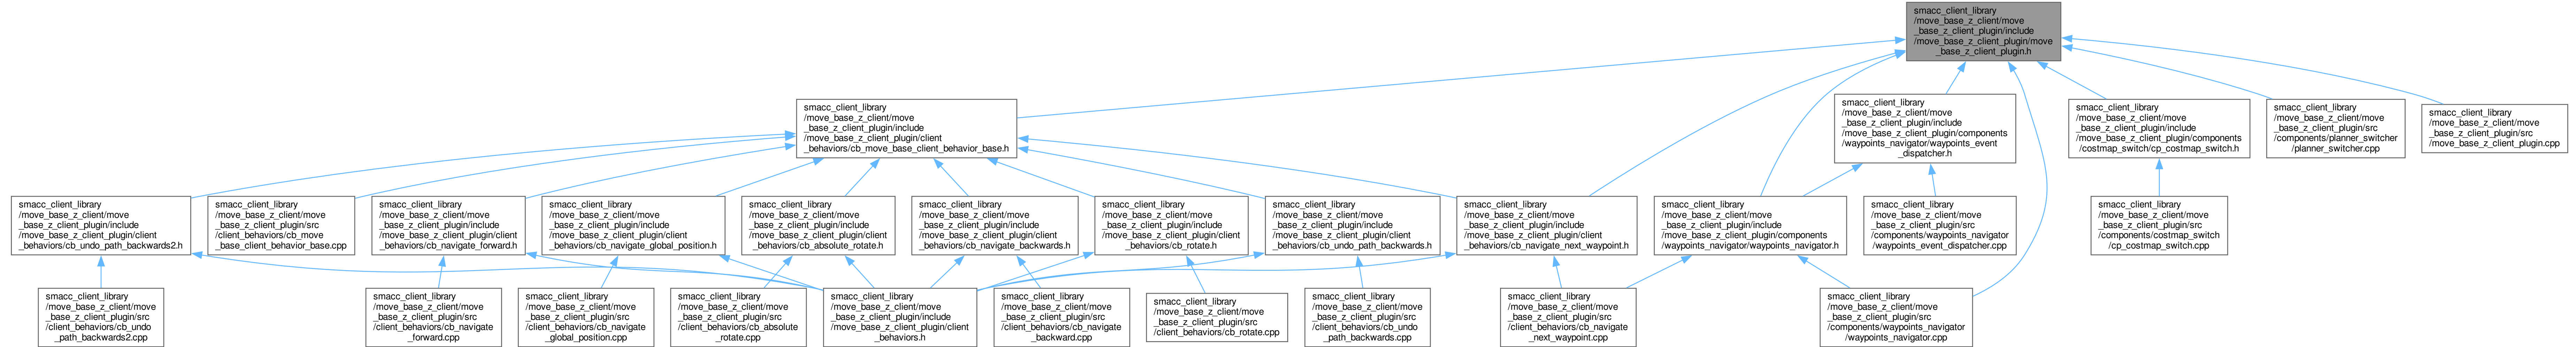 smacc_client_library
/move_base_z_client/move
_base_z_client_plugin/include
/move_base_z_client_plugin/move
_base_z_client_plugin.h
smacc_client_library
/move_base_z_client/move
_base_z_client_plugin/include
/move_base_z_client_plugin/client
_behaviors/cb_move_base_client_behavior_base.h
smacc_client_library
/move_base_z_client/move
_base_z_client_plugin/include
/move_base_z_client_plugin/components
/waypoints_navigator/waypoints_event
_dispatcher.h
smacc_client_library
/move_base_z_client/move
_base_z_client_plugin/include
/move_base_z_client_plugin/components
/costmap_switch/cp_costmap_switch.h
smacc_client_library
/move_base_z_client/move
_base_z_client_plugin/src
/components/planner_switcher
/planner_switcher.cpp
smacc_client_library
/move_base_z_client/move
_base_z_client_plugin/src
/move_base_z_client_plugin.cpp
smacc_client_library
/move_base_z_client/move
_base_z_client_plugin/include
/move_base_z_client_plugin/client
_behaviors/cb_undo_path_backwards2.h
smacc_client_library
/move_base_z_client/move
_base_z_client_plugin/src
/client_behaviors/cb_move
_base_client_behavior_base.cpp
smacc_client_library
/move_base_z_client/move
_base_z_client_plugin/include
/move_base_z_client_plugin/client
_behaviors/cb_navigate_forward.h
smacc_client_library
/move_base_z_client/move
_base_z_client_plugin/include
/move_base_z_client_plugin/client
_behaviors/cb_navigate_global_position.h
smacc_client_library
/move_base_z_client/move
_base_z_client_plugin/include
/move_base_z_client_plugin/client
_behaviors/cb_absolute_rotate.h
smacc_client_library
/move_base_z_client/move
_base_z_client_plugin/include
/move_base_z_client_plugin/client
_behaviors/cb_navigate_backwards.h
smacc_client_library
/move_base_z_client/move
_base_z_client_plugin/include
/move_base_z_client_plugin/client
_behaviors/cb_rotate.h
smacc_client_library
/move_base_z_client/move
_base_z_client_plugin/include
/move_base_z_client_plugin/client
_behaviors/cb_undo_path_backwards.h
smacc_client_library
/move_base_z_client/move
_base_z_client_plugin/include
/move_base_z_client_plugin/client
_behaviors/cb_navigate_next_waypoint.h
smacc_client_library
/move_base_z_client/move
_base_z_client_plugin/include
/move_base_z_client_plugin/components
/waypoints_navigator/waypoints_navigator.h
smacc_client_library
/move_base_z_client/move
_base_z_client_plugin/src
/components/waypoints_navigator
/waypoints_event_dispatcher.cpp
smacc_client_library
/move_base_z_client/move
_base_z_client_plugin/src
/components/costmap_switch
/cp_costmap_switch.cpp
smacc_client_library
/move_base_z_client/move
_base_z_client_plugin/src
/client_behaviors/cb_undo
_path_backwards2.cpp
smacc_client_library
/move_base_z_client/move
_base_z_client_plugin/src
/client_behaviors/cb_navigate
_forward.cpp
smacc_client_library
/move_base_z_client/move
_base_z_client_plugin/src
/client_behaviors/cb_navigate
_global_position.cpp
smacc_client_library
/move_base_z_client/move
_base_z_client_plugin/src
/client_behaviors/cb_absolute
_rotate.cpp
smacc_client_library
/move_base_z_client/move
_base_z_client_plugin/include
/move_base_z_client_plugin/client
_behaviors.h
smacc_client_library
/move_base_z_client/move
_base_z_client_plugin/src
/client_behaviors/cb_navigate
_backward.cpp
smacc_client_library
/move_base_z_client/move
_base_z_client_plugin/src
/client_behaviors/cb_rotate.cpp
smacc_client_library
/move_base_z_client/move
_base_z_client_plugin/src
/client_behaviors/cb_undo
_path_backwards.cpp
smacc_client_library
/move_base_z_client/move
_base_z_client_plugin/src
/client_behaviors/cb_navigate
_next_waypoint.cpp
smacc_client_library
/move_base_z_client/move
_base_z_client_plugin/src
/components/waypoints_navigator
/waypoints_navigator.cpp